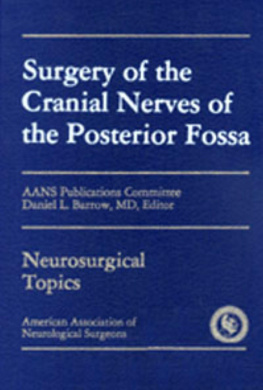 Surgery of the
Cranial Nerves of
the Posterior Fossa
AANS Publications Committee
Daniel L. Barrow, MD, Editor
Neurosurgical
Topics
American Association of
Neurological Surgeons